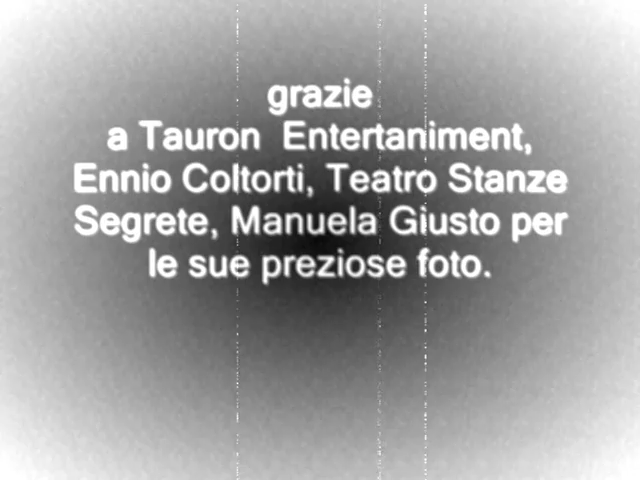 grazie
a Tauron Entertaniment,
Ennio Coltorti, Teatro Stanze
Segrete, Manuela Giusto per
le sue preziose foto.